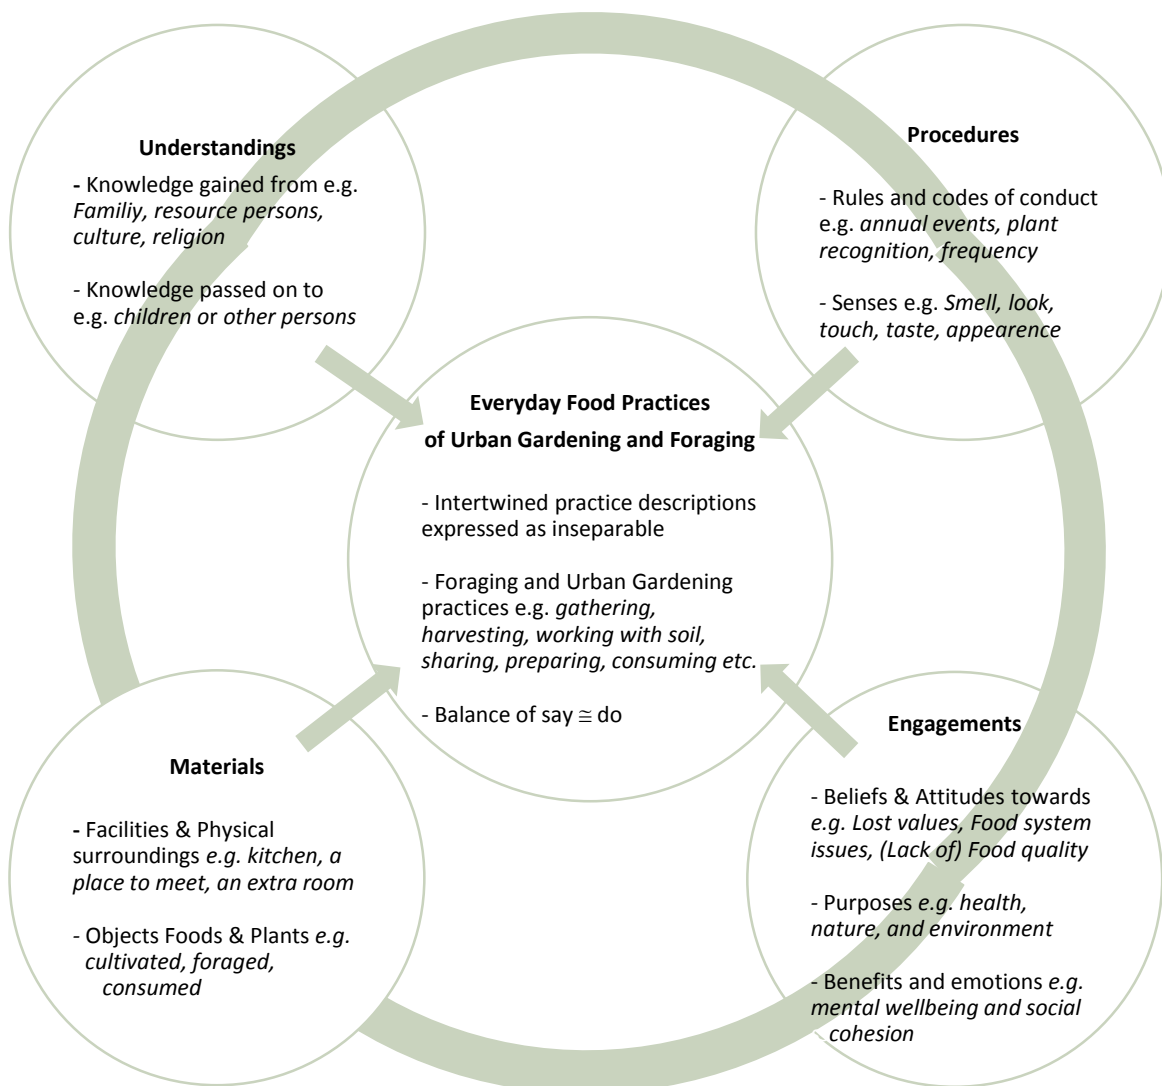 Understandings
- Knowledge gained from e.g.
Familiy, resource persons,
culture, religion
- Knowledge passed on to
e.g. children or other persons
Procedures
- Rules and codes of conduct
e.g. annual events, plant
recognition, frequency
- Senses e.g. Smell, look,
touch, taste, appearence
Everyday Food Practices
of Urban Gardening and Foraging
- Intertwined practice descriptions
expressed as inseparable
- Foraging and Urban Gardening
practices e.g. gathering,
harvesting, working with soil,
sharing, preparing, consuming etc.
- Balance of say ≅ do
Materials
- Facilities & Physical
surroundings e.g. kitchen, a
place to meet, an extra room
- Objects Foods & Plants e.g.
cultivated, foraged,
consumed
Engagements
- Beliefs & Attitudes towards
e.g. Lost values, Food system
issues, (Lack of) Food quality
- Purposes e.g. health,
nature, and environment
- Benefits and emotions e.g.
mental wellbeing and social
cohesion